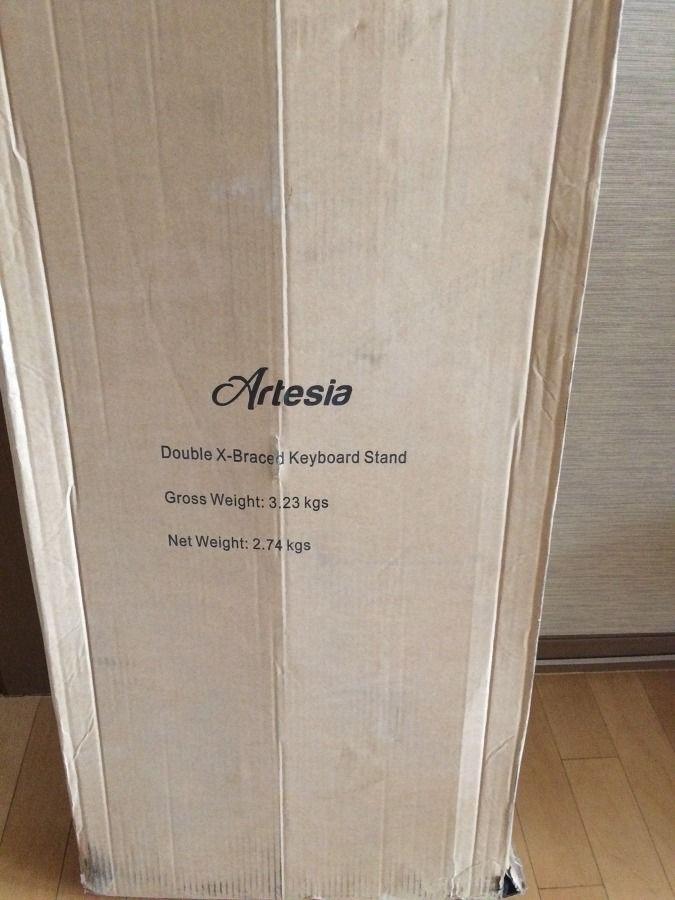 Artesia
Double X-Braced Keyboard Stand
Gross Weight: 3.23 kgs
Net Weight: 2.74 kgs